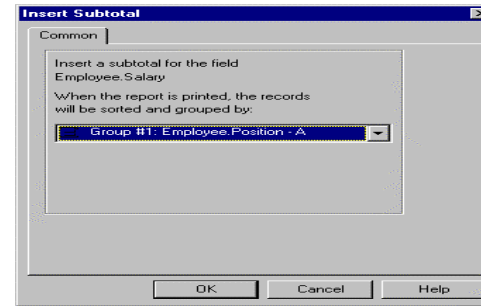 Insert Subtotal
Common
Insert a subtotal for the field
Employee.Salary
When the report is printed, the records
will be sorted and grouped by:
Group #1: Employee.Position - A
OK
Cancel
Help